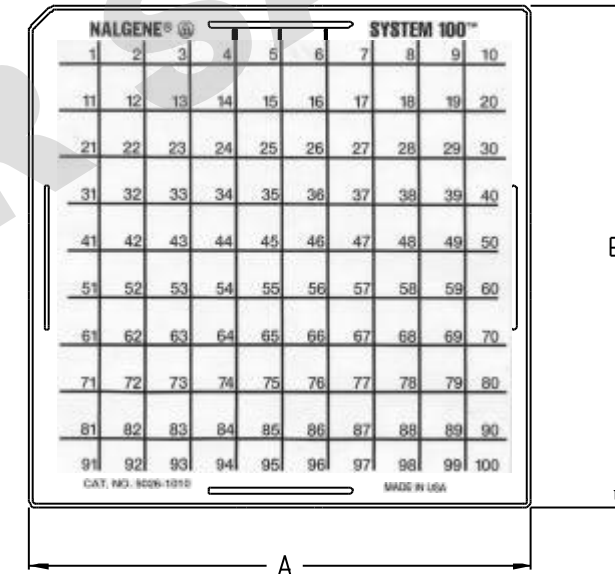 NALGENE® SYSTEM 100™
1 2 3 4 5 6 7 8 9 10
11 12 13 14 15 16 17 18 19 20
21 22 23 24 25 26 27 28 29 30
31 32 33 34 35 36 37 38 39 40
41 42 43 44 45 46 47 48 49 50
51 52 53 54 55 56 57 58 59 60
61 62 63 64 65 66 67 68 69 70
71 72 73 74 75 76 77 78 79 80
81 82 83 84 85 86 87 88 89 90
91 92 93 94 95 96 97 98 99 100
CAT. NO. 5026-1010 MADE IN USA
A